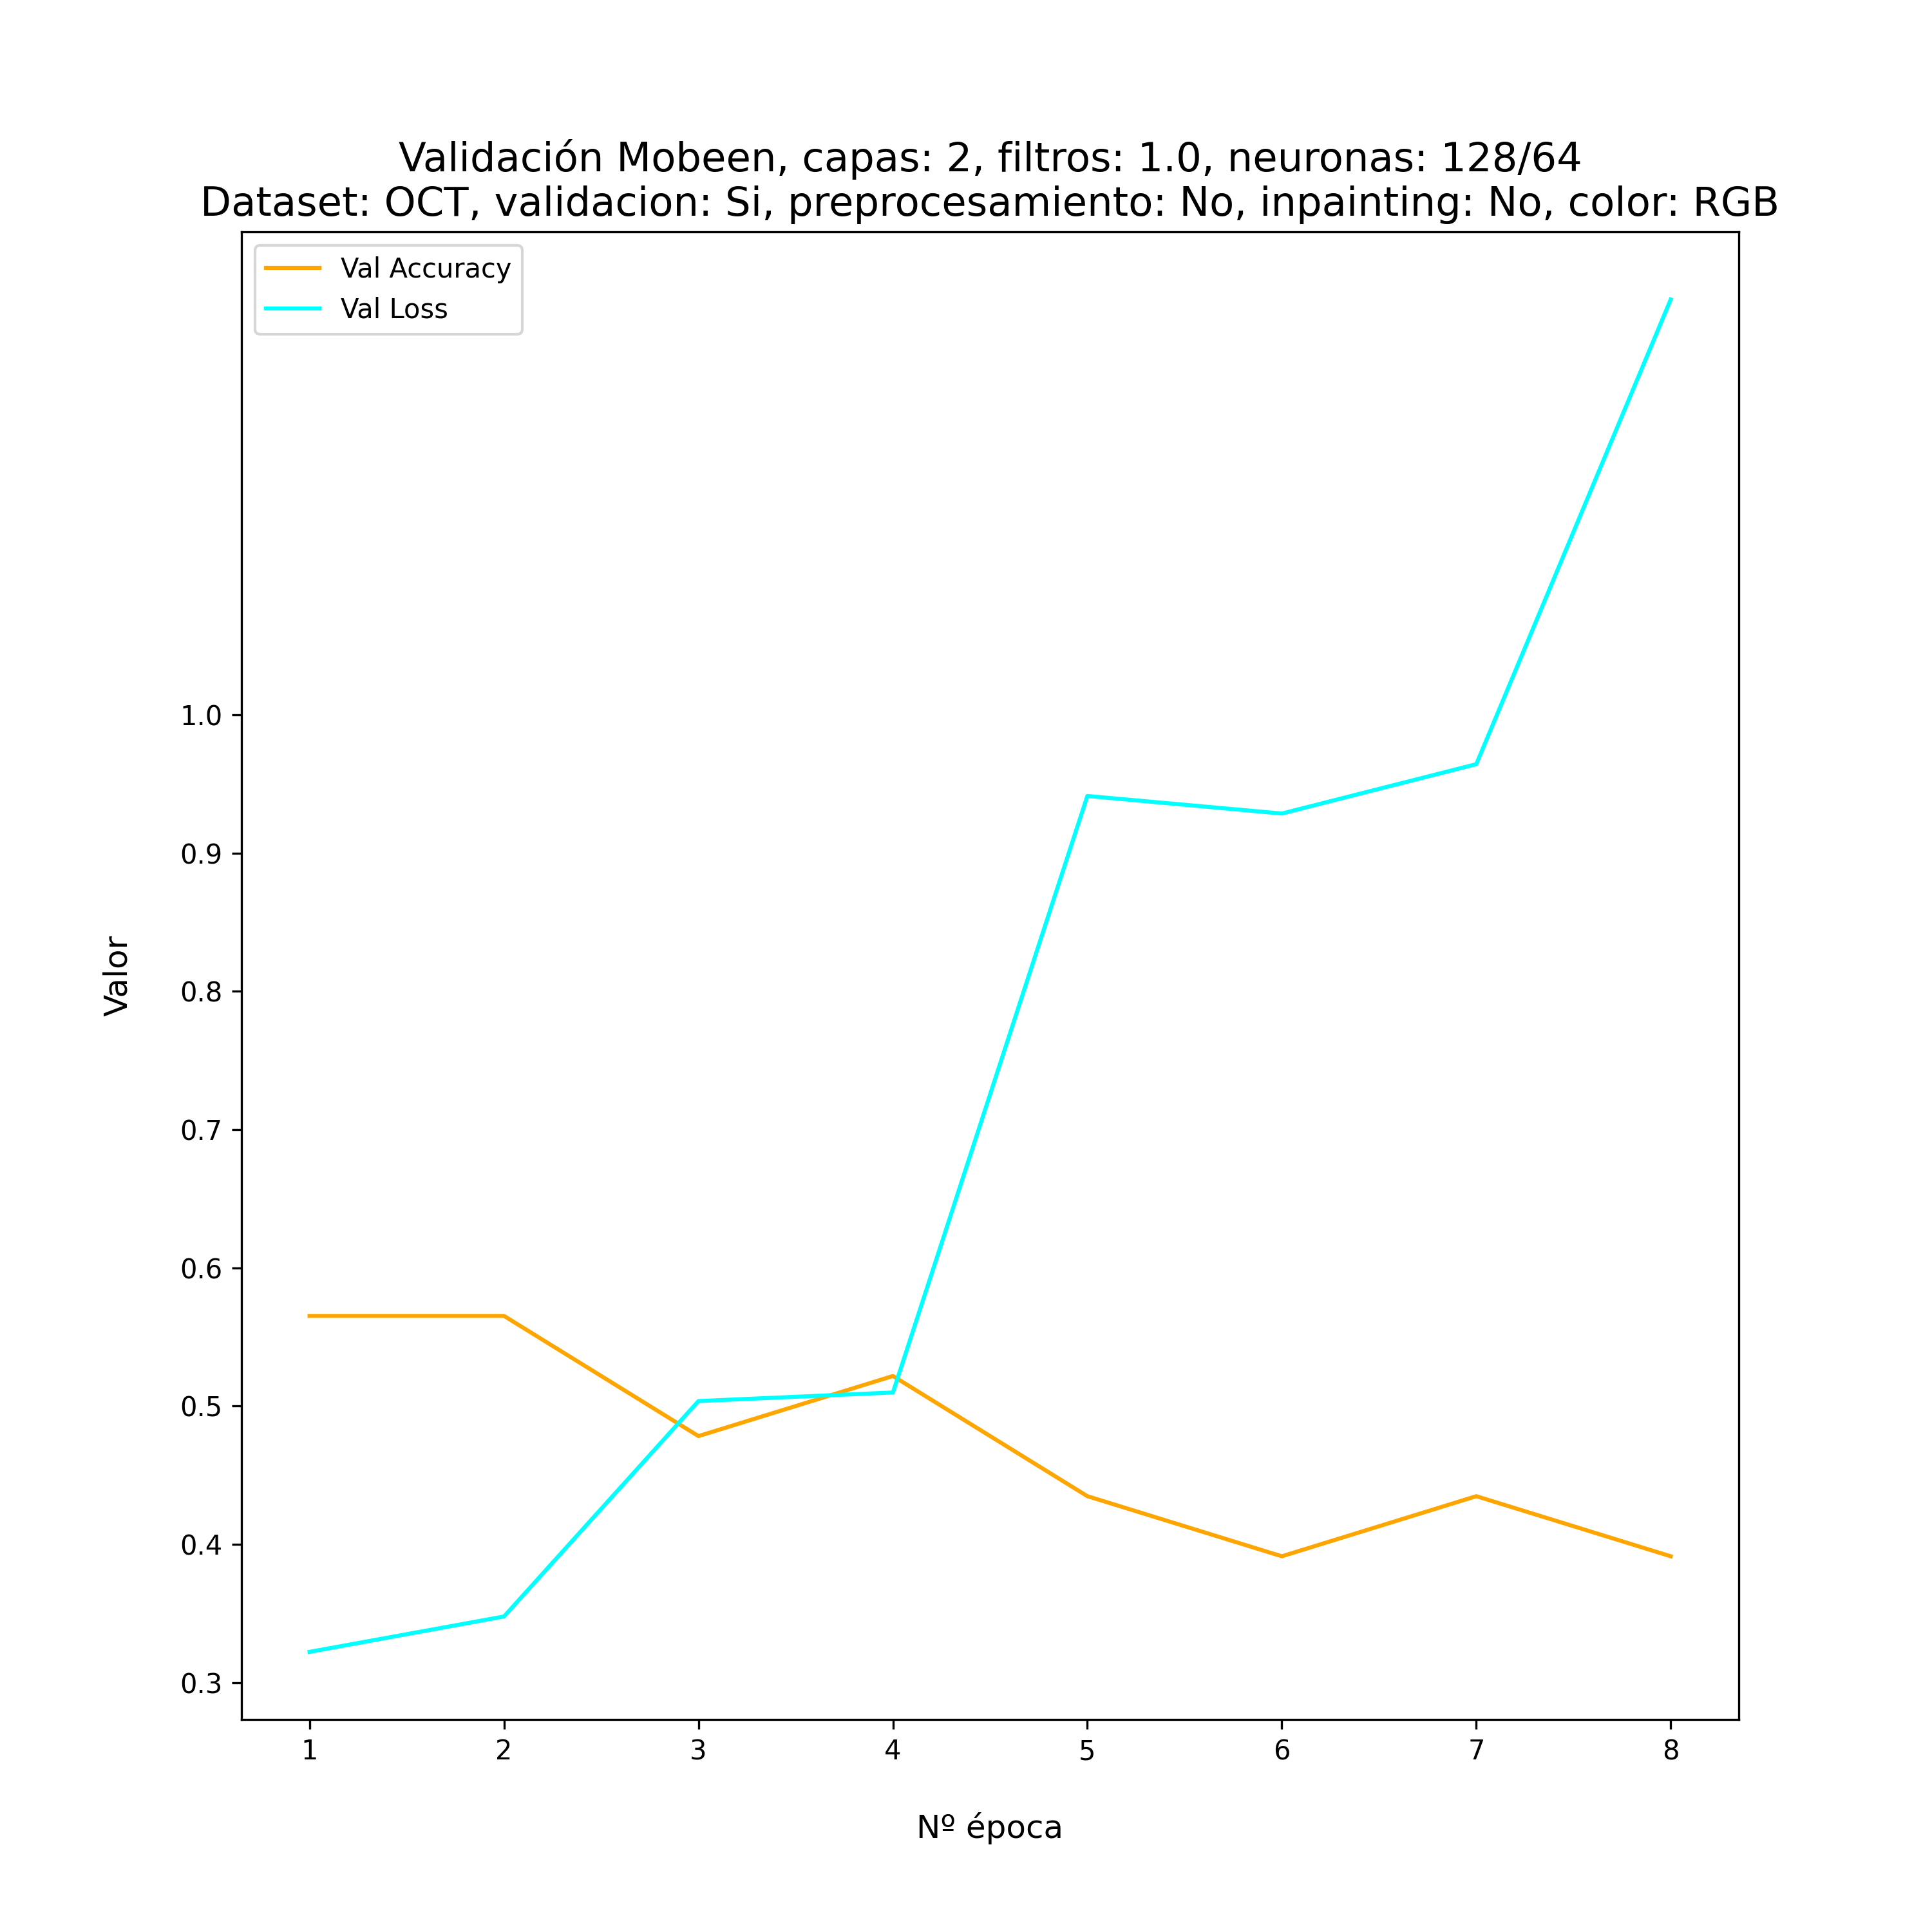 Validación Mobeen, capas: 2, filtros: 1.0, neuronas: 128/64
Dataset: OCT, validacion: Si, preprocesamiento: No, inpainting: No, color: RGB
Val Accuracy
Val Loss
1.0
0.9
0.8
0.7
0.6
0.5
0.4
0.3
Valor
1 2 3 4 5 6 7 8
Nº época